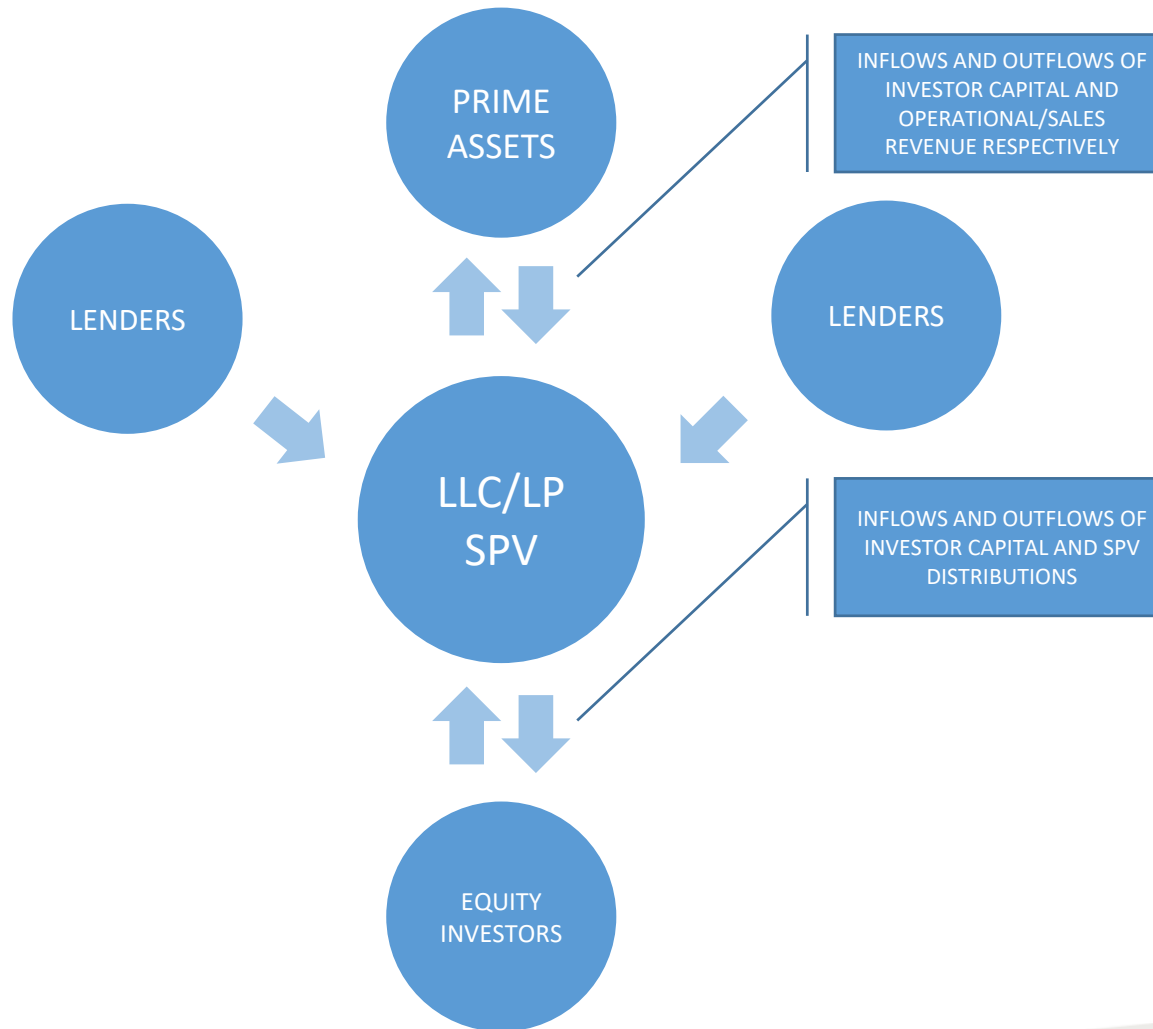 PRIME
ASSETS
INFLOWS AND OUTFLOWS OF
INVESTOR CAPITAL AND
OPERATIONAL/SALES
REVENUE RESPECTIVELY
LENDERS
LENDERS
LLC/LP
SPV
INFLOWS AND OUTFLOWS OF
INVESTOR CAPITAL AND SPV
DISTRIBUTIONS
EQUITY
INVESTORS